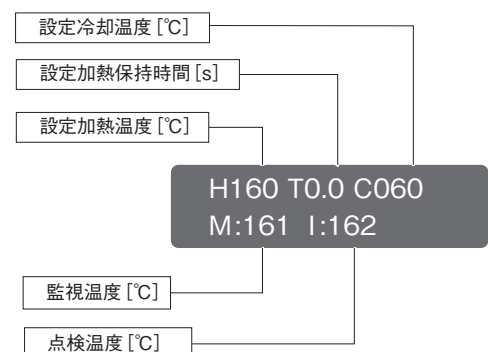 設定冷却温度[℃]
設定加熱保持時間[s]
設定加熱温度[℃]
H160 T0.0 C060
M:161 I:162
監視温度[℃]
点検温度[℃]